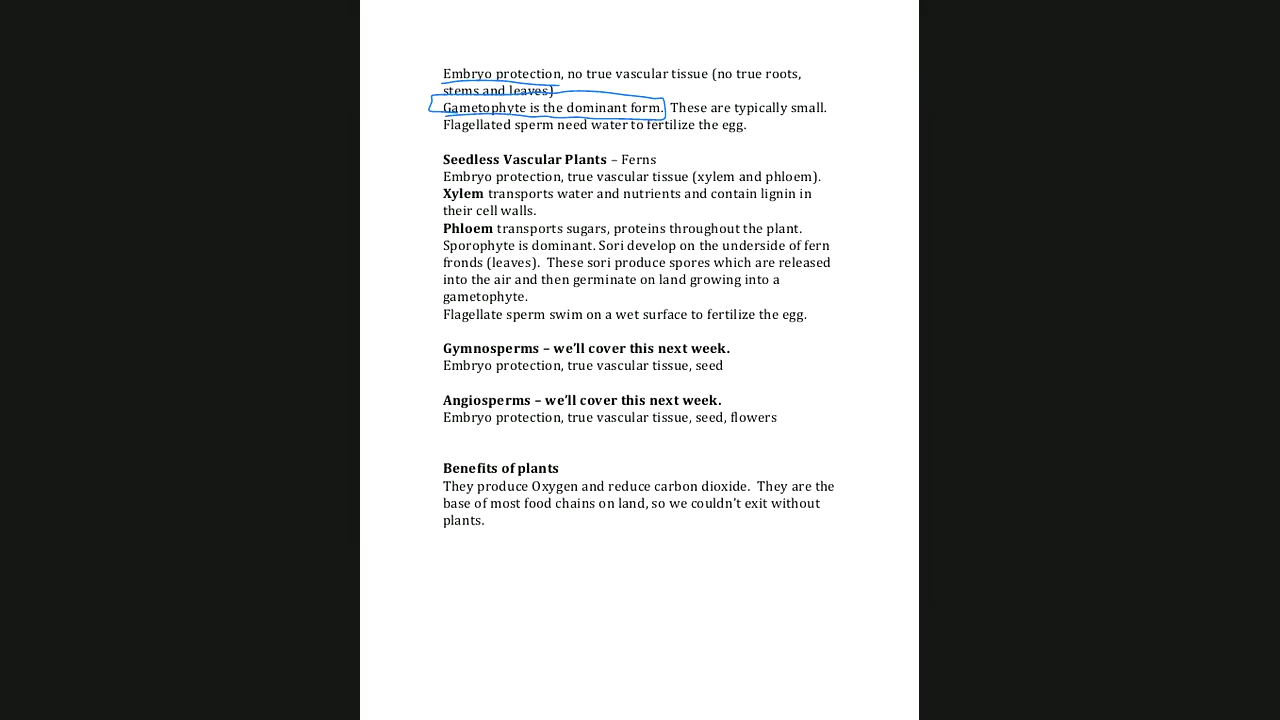 Embryo protection, no true vascular tissue (no true roots,
stems and leaves)
Gametophyte is the dominant form.  These are typically small.
Flagellated sperm need water to fertilize the egg.
Seedless Vascular Plants – Ferns
Embryo protection, true vascular tissue (xylem and phloem).
Xylem transports water and nutrients and contain lignin in
their cell walls.
Phloem transports sugars, proteins throughout the plant.
Sporophyte is dominant. Sori develop on the underside of fern
fronds (leaves).  These sori produce spores which are released
into the air and then germinate on land growing into a
gametophyte.
Flagellate sperm swim on a wet surface to fertilize the egg.
Gymnosperms – we’ll cover this next week.
Embryo protection, true vascular tissue, seed
Angiosperms – we’ll cover this next week.
Embryo protection, true vascular tissue, seed, flowers
Benefits of plants
They produce Oxygen and reduce carbon dioxide.  They are the
base of most food chains on land, so we couldn’t exit without
plants.